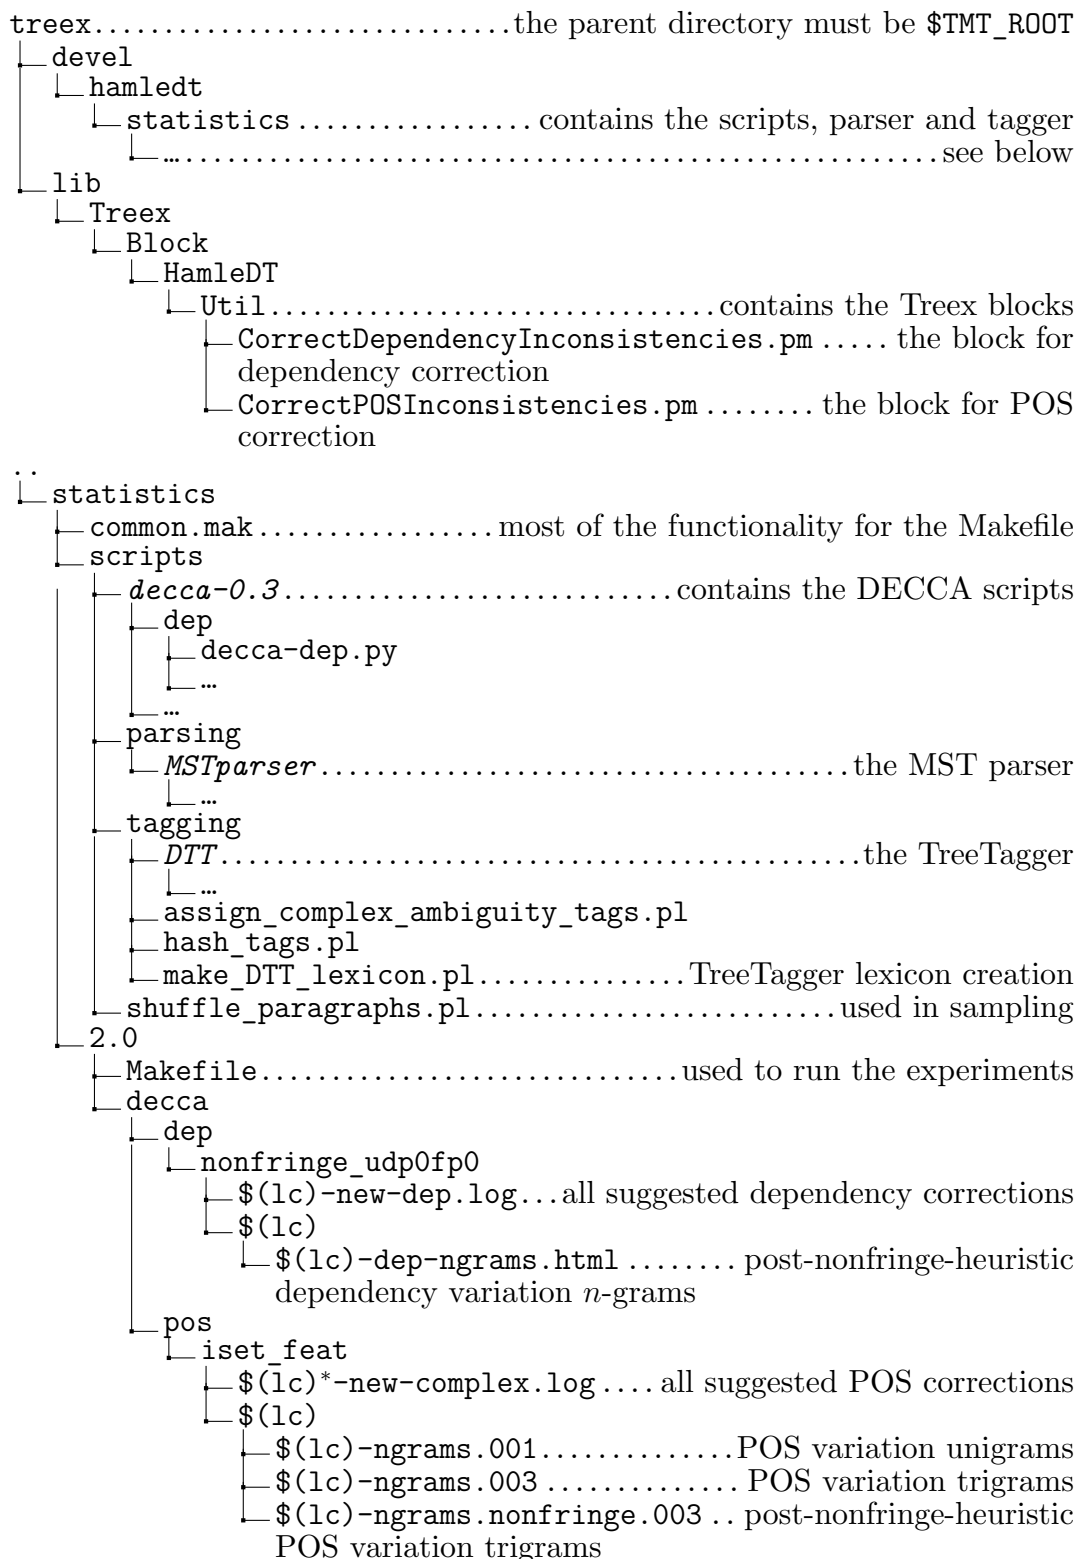 treex..............................the parent directory must be $TMT_ROOT
devel
hamledt
statistics ................. contains the scripts, parser and tagger
….......................................................see below
lib
Treex
Block
HamleDT
Util................................contains the Treex blocks
CorrectDependencyInconsistencies.pm ..... the block for
dependency correction
CorrectPOSInconsistencies.pm ........ the block for POS
correction
..
statistics
common.mak.................most of the functionality for the Makefile
scripts
decca-0.3............................contains the DECCA scripts
dep
decca-dep.py
…
…
parsing
MSTparser......................................the MST parser
…
tagging
DTT..............................................the TreeTagger
…
assign_complex_ambiguity_tags.pl
hash_tags.pl
make_DTT_lexicon.pl...............TreeTagger lexicon creation
shuffle_paragraphs.pl..........................used in sampling
2.0
Makefile..............................used to run the experiments
decca
dep
nonfringe_udp0fp0
$(lc)-new-dep.log...all suggested dependency corrections
$(lc)
$(lc)-dep-ngrams.html ........ post-nonfringe-heuristic
dependency variation n-grams
pos
iset_feat
$(lc)*-new-complex.log.... all suggested POS corrections
$(lc)
$(lc)-ngrams.001..............POS variation unigrams
$(lc)-ngrams.003 .............. POS variation trigrams
$(lc)-ngrams.nonfringe.003 .. post-nonfringe-heuristic
POS variation trigrams